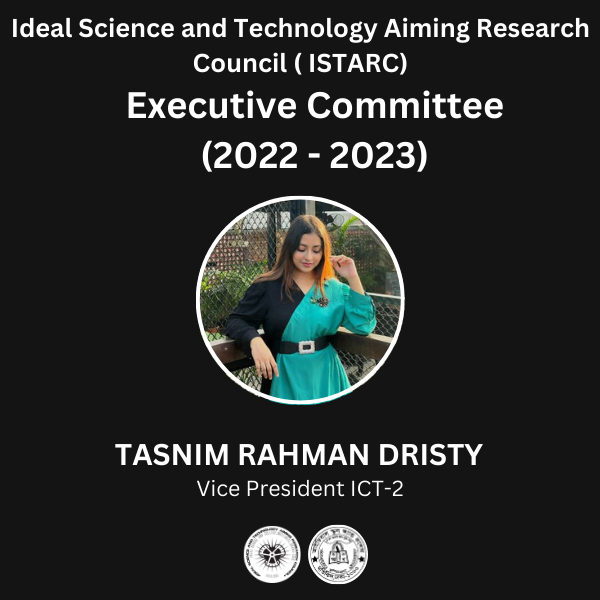 Ideal Science and Technology Aiming Research
Council ( ISTARC)
Executive Committee
(2022 - 2023)
TASNIM RAHMAN DRISTY
Vice President ICT-2